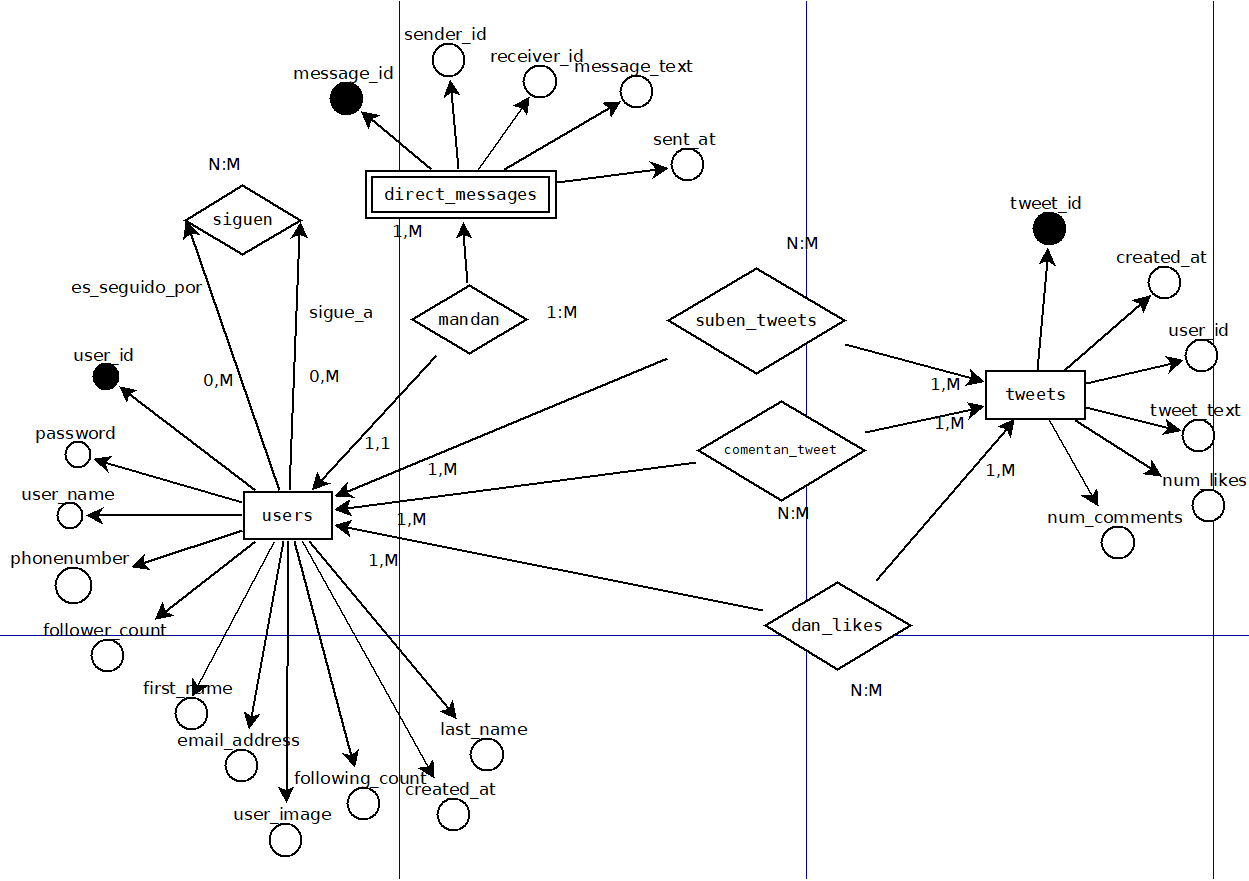 sender_id
receiver_id
message_text
message_id
sent_at
N:M
direct_messages
siguen
1,M
tweet_id
N:M
created_at
es_seguido_por
sigue_a
mandan
1:M
suben_tweets
user_id
user_id
0,M
0,M
1,M
tweets
tweet_text
password
1,1
1,M
comentan_tweet
1,M
1,M
num_likes
user_name
users
1,M
N:M
num_comments
phonenumber
1,M
follower_count
dan_likes
first_name
N:M
email_address
last_name
following_count
created_at
user_image